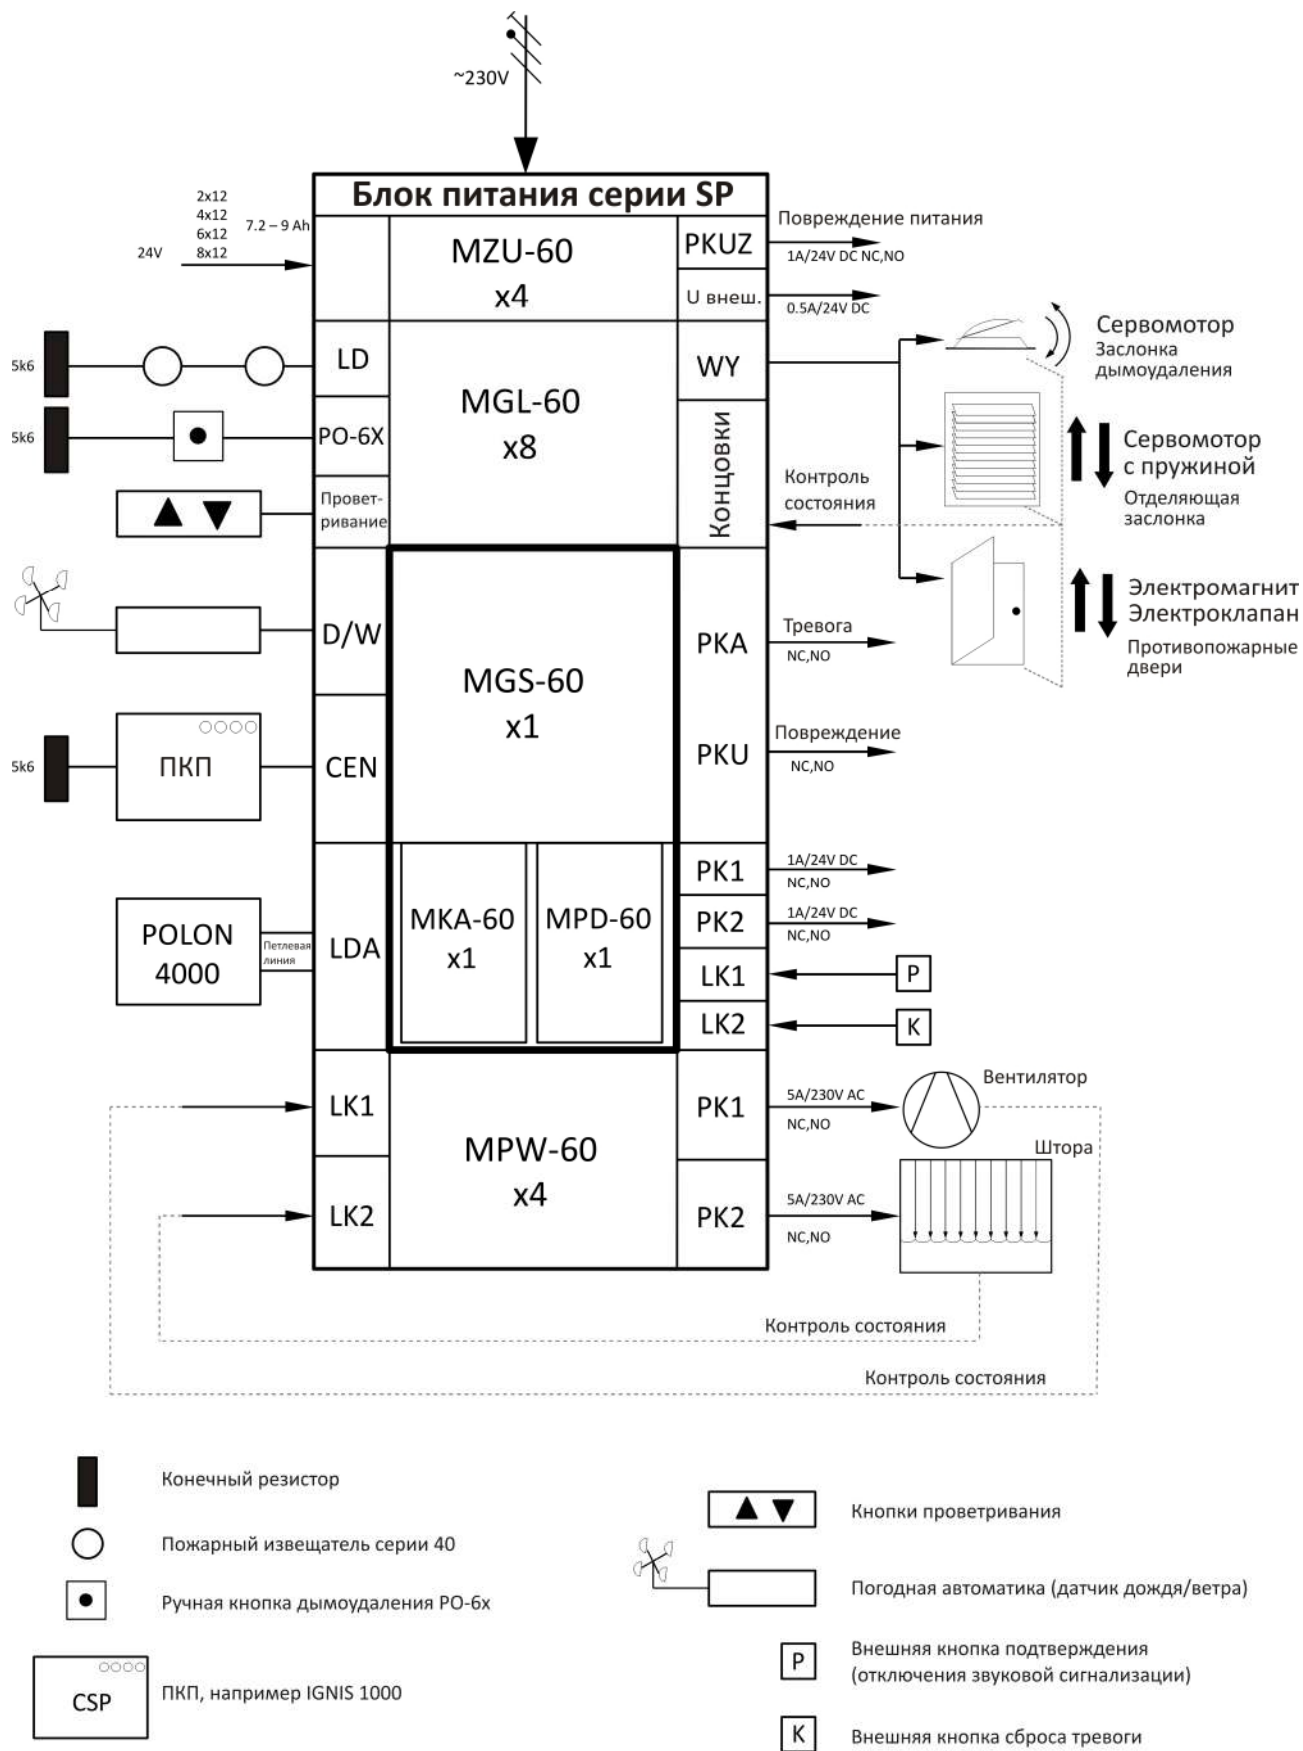 ~230V
Блок питания серии SP
2x12
4x12
6x12
8x12
7.2 – 9 Ah
24V
MZU-60
x4
PKUZ
Повреждение питания
1A/24V DC NC,NO
U внеш.
0.5A/24V DC
5k6
LD
MGL-60
x8
WY
Сервомотор
Заслонка
дымоудаления
5k6
PO-6X
Концовки
Контроль
состояния
Сервомотор
с пружиной
Отделяющая
заслонка
Провет-
ривание
D/W
MGS-60
x1
PKA
Тревога
NC,NO
Электромагнит
Электроклапан
Противопожарные
двери
5k6
ПКП
CEN
PKU
Повреждение
NC,NO
POLON
4000
Петлевая
линия
LDA
MKA-60
x1
MPD-60
x1
PK1
1A/24V DC
NC,NO
PK2
1A/24V DC
NC,NO
LK1
P
LK2
K
LK1
MPW-60
x4
PK1
5A/230V AC
NC,NO
Вентилятор
Штора
LK2
PK2
5A/230V AC
NC,NO
Контроль состояния
Контроль состояния
Конечный резистор
Пожарный извещатель серии 40
Ручная кнопка дымоудаления PO-6x
CSP
ПКП, например IGNIS 1000
Кнопки проветривания
Погодная автоматика (датчик дождя/ветра)
P
Внешняя кнопка подтверждения
(отключения звуковой сигнализации)
K
Внешняя кнопка сброса тревоги